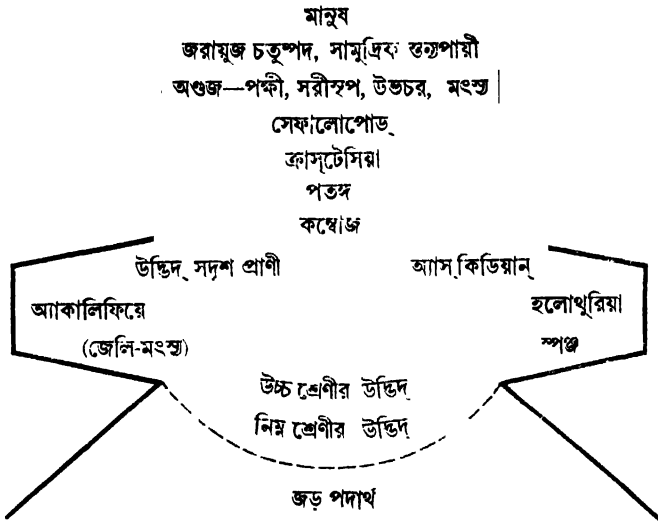 মানুষ
জরায়ুজ চতুষ্পদ, সামুদ্রিক স্তন্যপায়ী
অণ্ডজ—পক্ষী, সরীসৃপ, উভচর, মৎস্য
সেফালোপোড্
ক্রাস্‌টেসিয়া
পতঙ্গ
কম্বোজ
উদ্ভিদ্ সদৃশ প্রাণী অ্যাস্‌কিডিয়ান্
অ্যাকালিফিয়ে হলোথুরিয়া
(জেলি-মৎস্য) স্পঞ্জ
উচ্চ শ্রেণীর উদ্ভিদ্
নিম্ন শ্রেণীর উদ্ভিদ্
জড় পদার্থ